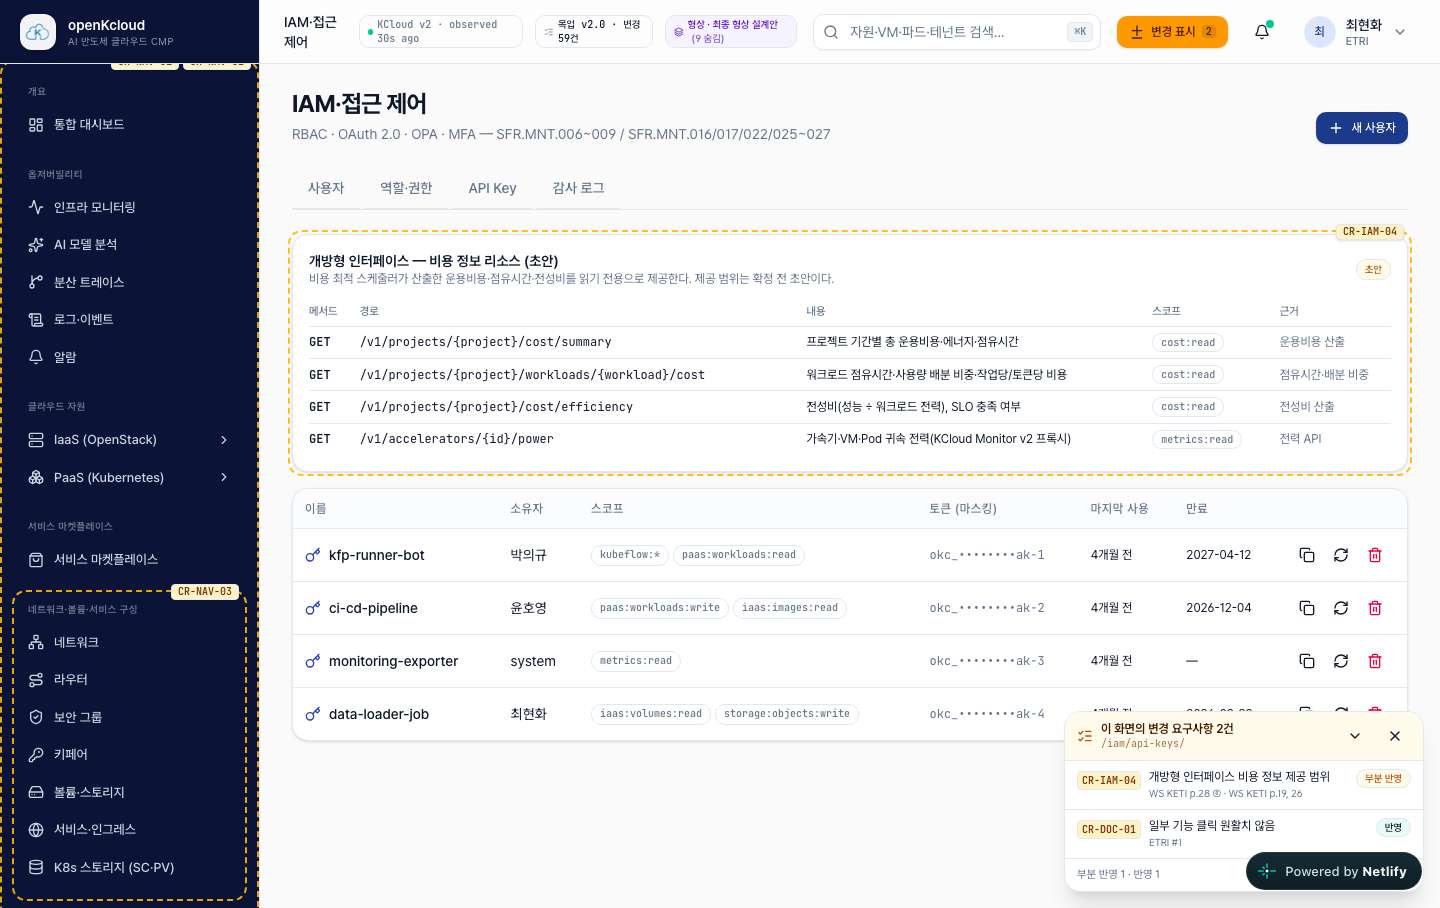 openKcloud
AI 반도체 클라우드 CMP
IAM·접근 제어
KCloud v2 · observed 30s ago
목업 v2.0 · 변경 59건
형상·최종 형상 설계안 (9 숨김)
자원·VM·파드·테넌트 검색...
⌘K
변경 표시 2
최
최현화
ETRI
개요
통합 대시보드
옵저버빌리티
인프라 모니터링
AI 모델 분석
분산 트레이스
로그·이벤트
알람
클라우드 자원
IaaS (OpenStack)
PaaS (Kubernetes)
서비스 마켓플레이스
서비스 마켓플레이스
CR-NAV-03
네트워크·볼륨·서비스 구성
네트워크
라우터
보안 그룹
키페어
볼륨·스토리지
서비스·인그레스
K8s 스토리지 (SC·PV)
IAM·접근 제어
RBAC · OAuth 2.0 · OPA · MFA — SFR.MNT.006~009 / SFR.MNT.016/017/022/025~027
새 사용자
사용자
역할·권한
API Key
감사 로그
CR-IAM-04
개방형 인터페이스 — 비용 정보 리소스 (초안)
비용 최적 스케줄러가 산출한 운용비용·점유시간·전성비를 읽기 전용으로 제공한다. 제공 범위는 확정 전 초안이다.
초안
메서드 경로 내용 스코프 근거
GET /v1/projects/{project}/cost/summary 프로젝트 기간별 총 운용비용·에너지·점유시간 cost:read 운용비용 산출
GET /v1/projects/{project}/workloads/{workload}/cost 워크로드 점유시간·사용량 배분 비중·작업당/토큰당 비용 cost:read 점유시간·배분 비중
GET /v1/projects/{project}/cost/efficiency 전성비(성능 ÷ 워크로드 전력), SLO 충족 여부 cost:read 전성비 산출
GET /v1/accelerators/{id}/power 가속기·VM·Pod 귀속 전력(KCloud Monitor v2 프록시) metrics:read 전력 API
이름 소유자 스코프 토큰 (마스킹) 마지막 사용 만료
kfp-runner-bot 박의규 kubeflow:* paas:workloads:read okc_••••••••ak-1 4개월 전 2027-04-12
ci-cd-pipeline 윤호영 paas:workloads:write iaas:images:read okc_••••••••ak-2 4개월 전 2026-12-04
monitoring-exporter system metrics:read okc_••••••••ak-3 4개월 전 —
data-loader-job 최현화 iaas:volumes:read storage:objects:write okc_••••••••ak-4
이 화면의 변경 요구사항 2건
/iam/api-keys/
CR-IAM-04 개방형 인터페이스 비용 정보 제공 범위 부분 반영
WS KETI p.28 ⑧ · WS KETI p.19, 26
CR-DOC-01 일부 기능 클릭 원활치 않음 반영
ETRI #1
부분 반영 1 · 반영 1
Powered by Netlify